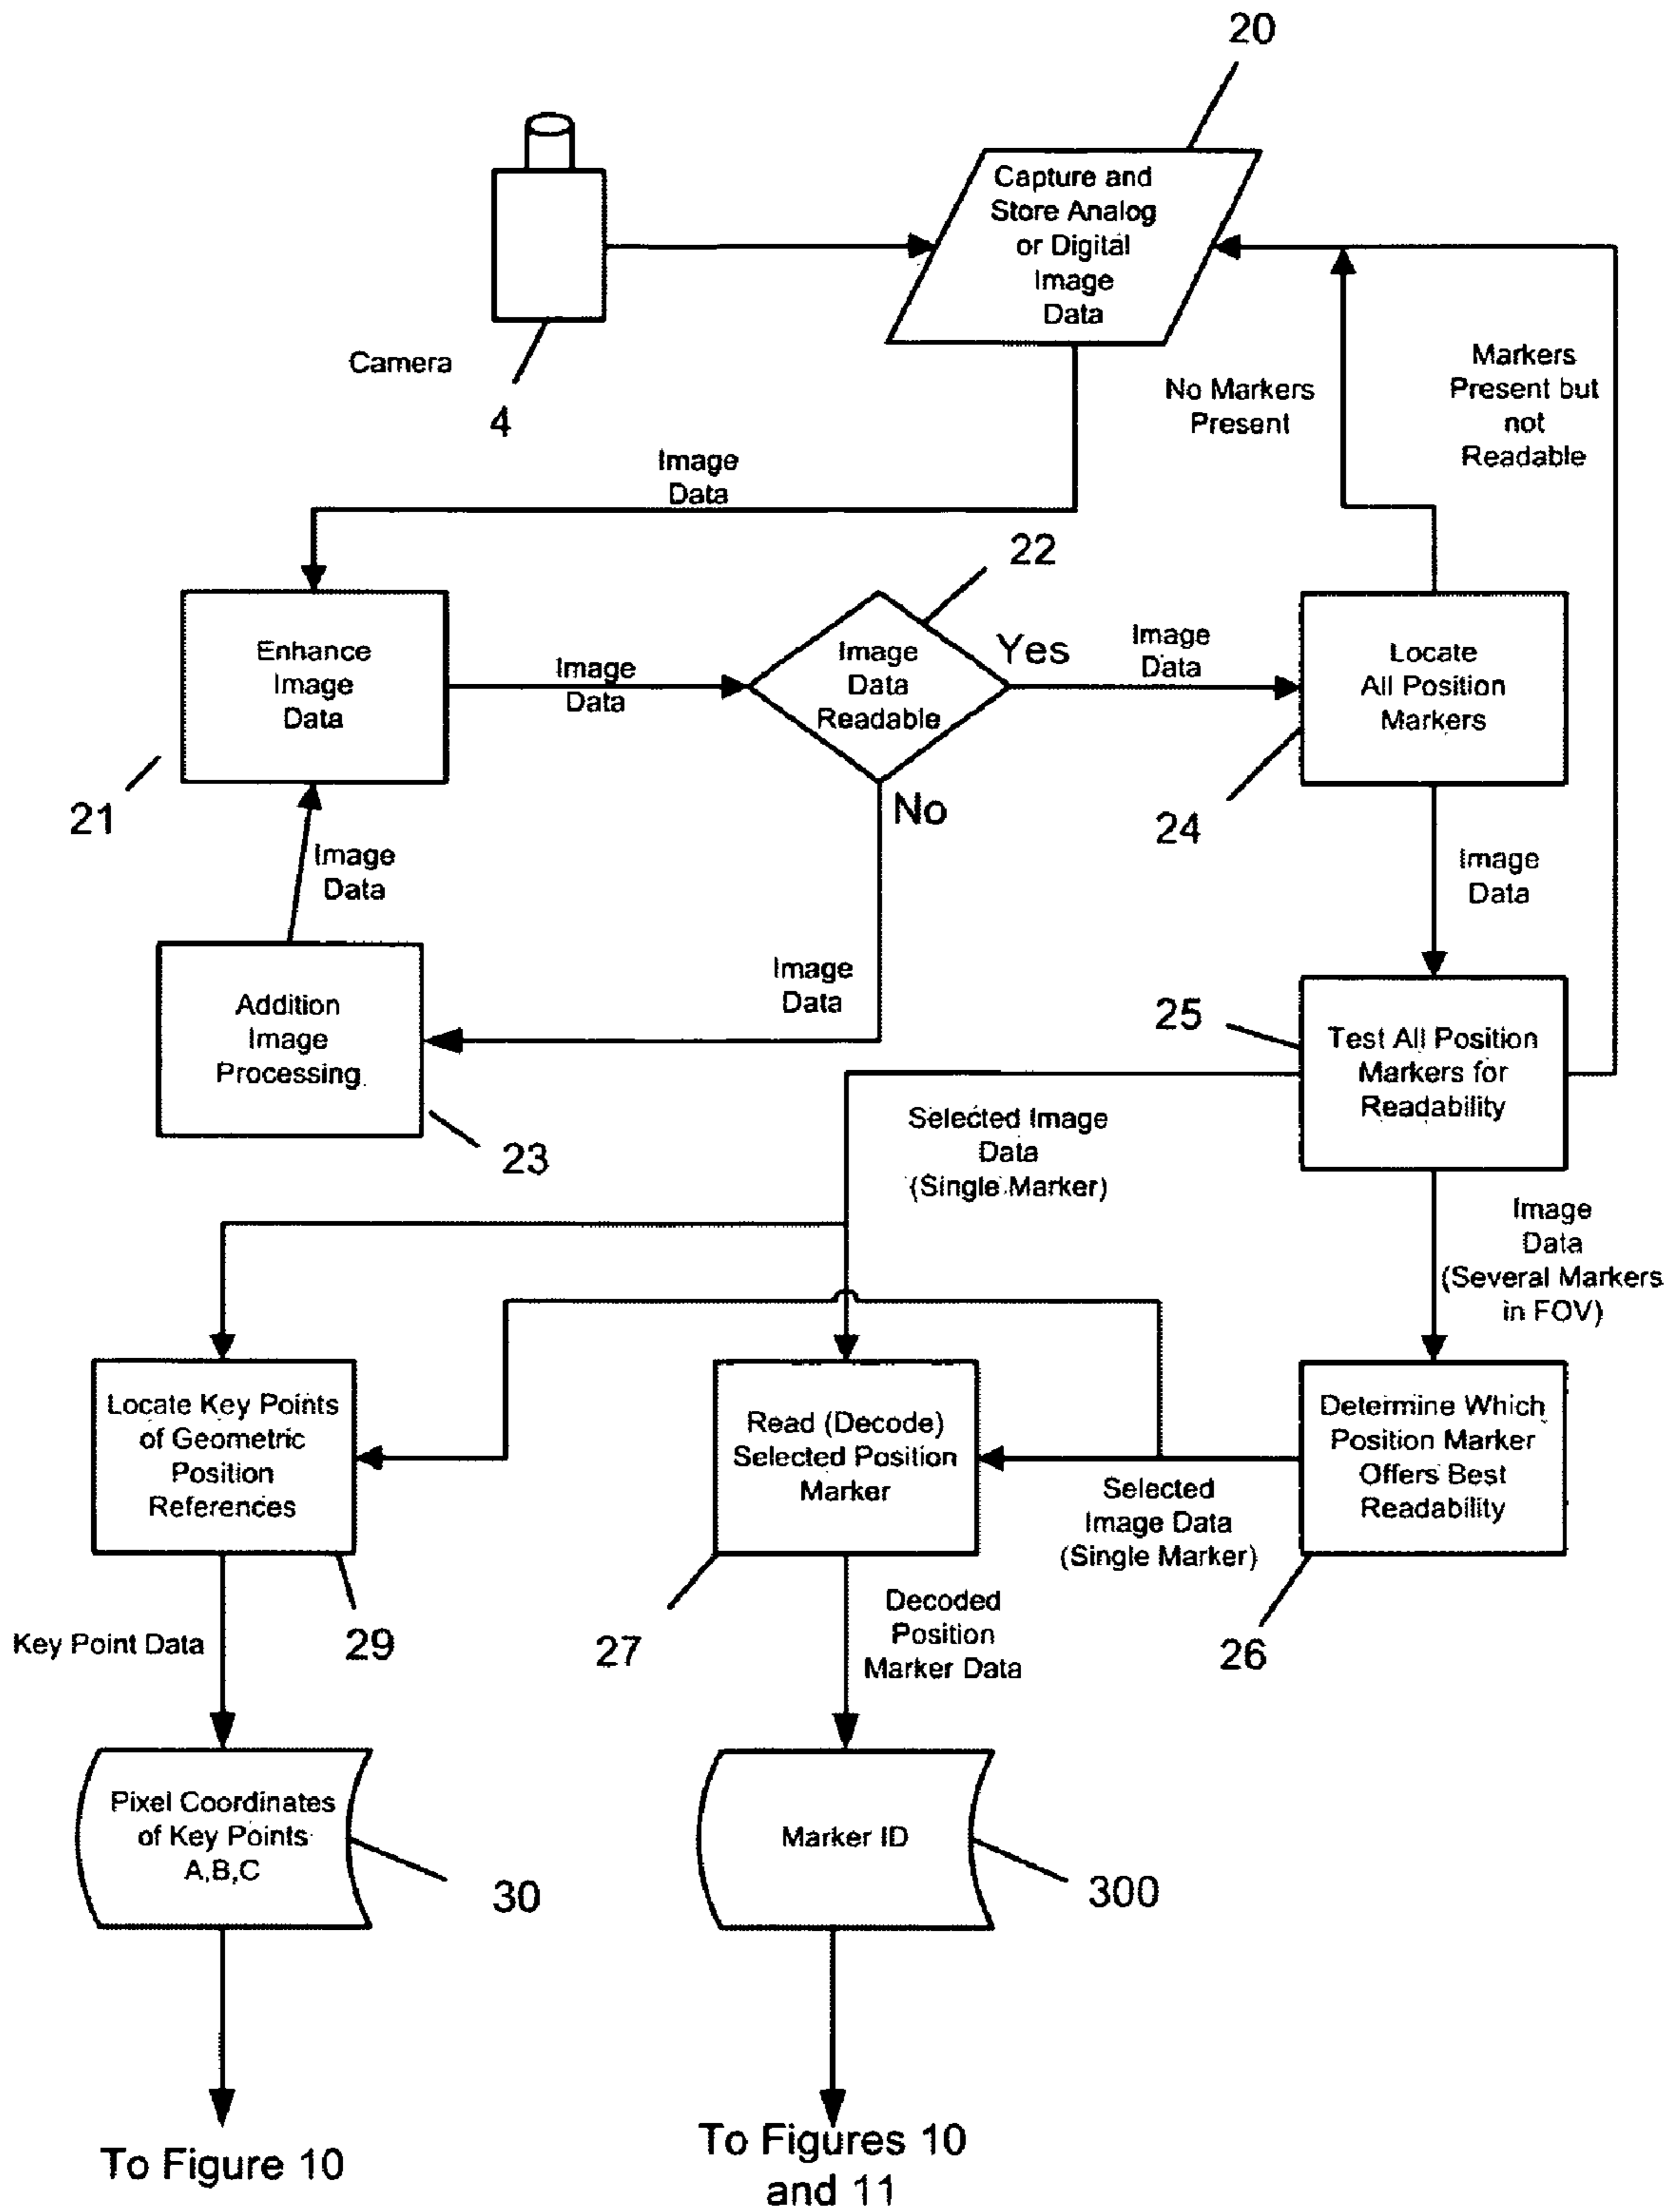 20
Capture and
Store Analog
or Digital
Image
Data
Camera
4
No Markers
Present
Markers
Present but
not
Readable
Image
Data
22
Enhance
Image
Data
Image
Data
Image
Data
Readable
Yes
Image
Data
Locate
All Position
Markers
21
No
24
Image
Data
Image
Data
Addition
Image
Processing
Image
Data
25
Test All Position
Markers for
Readability
23
Selected Image
Data
(Single Marker)
Image
Data
(Several Markers
in FOV)
Locate Key Points
of Geometric
Position
References
Read (Decode)
Selected Position
Marker
Determine Which
Position Marker
Offers Best
Readability
Selected
Image Data
(Single Marker)
Key Point Data
29
27
Decoded
Position
Marker Data
26
Pixel Coordinates
of Key Points
A,B,C
30
Marker ID
300
To Figure 10
To Figures 10
and 11